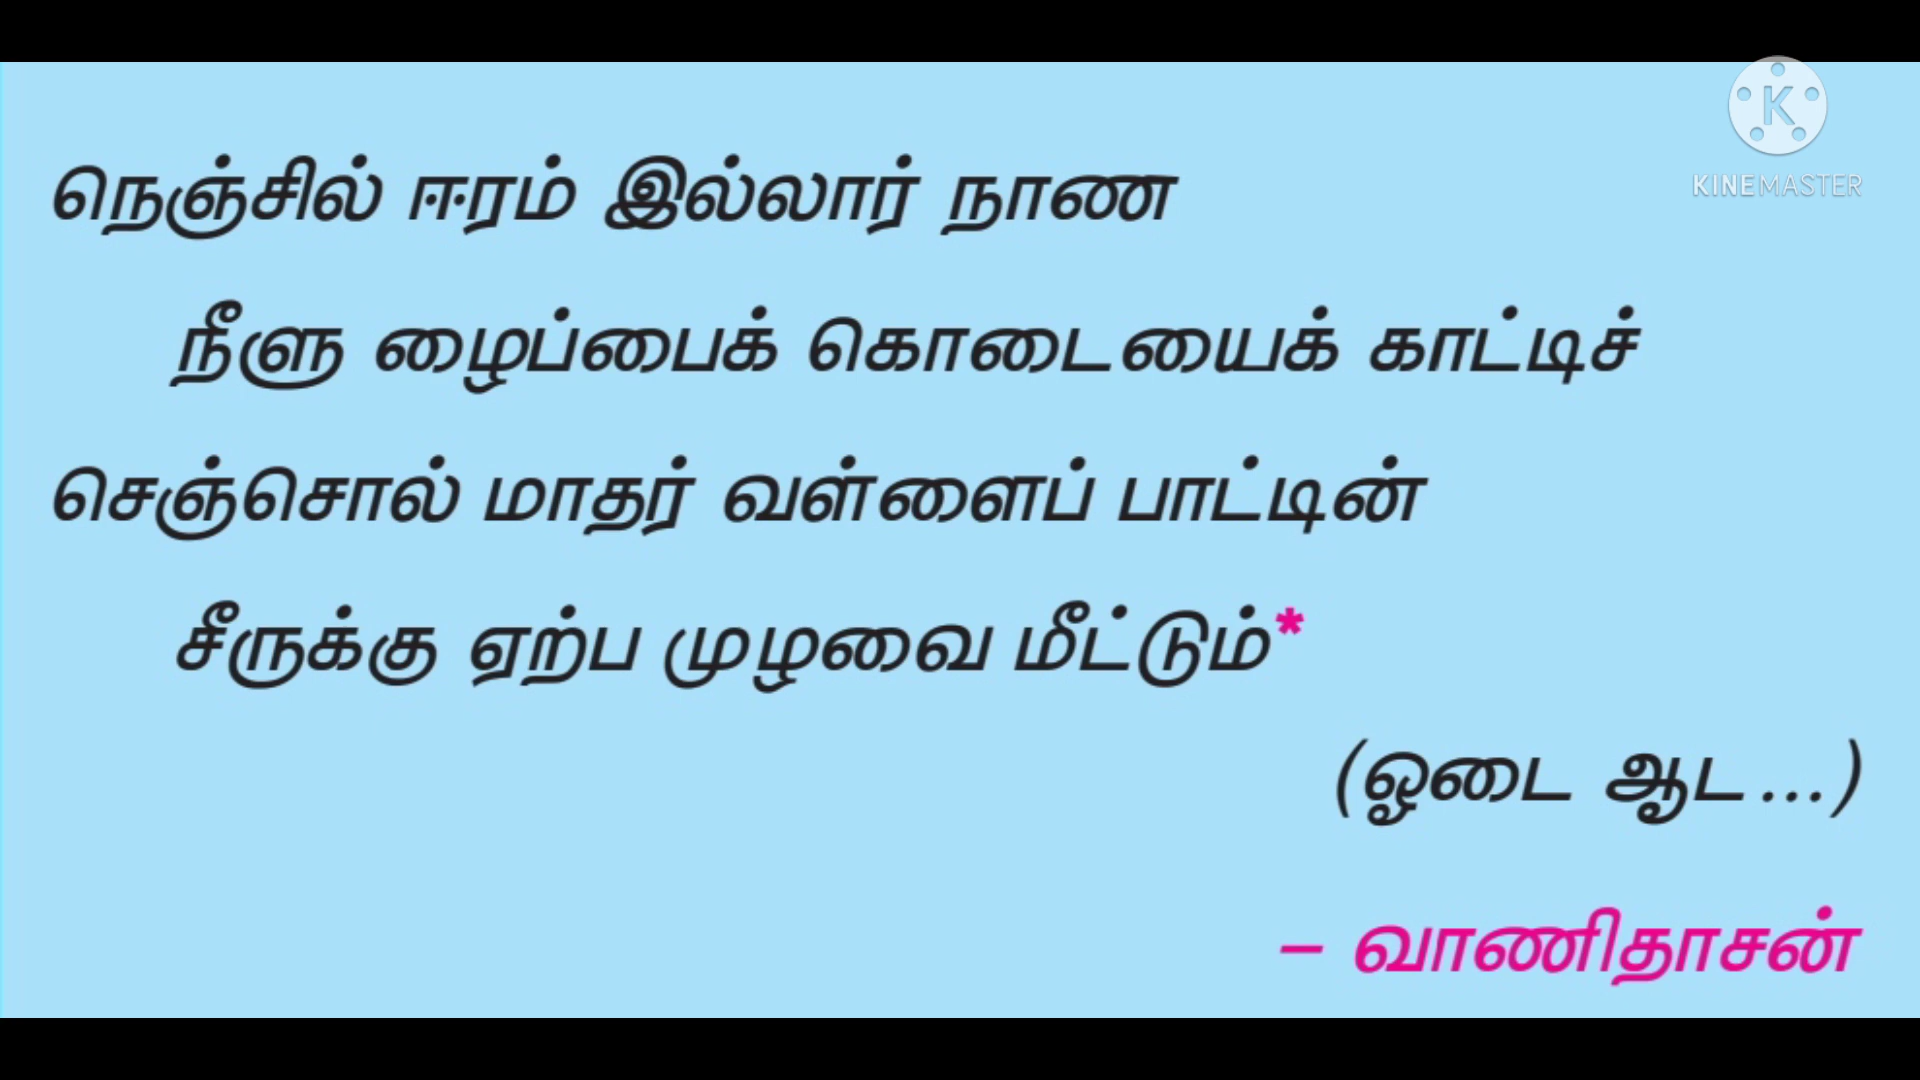 KINEMASTER
நெஞ்சில் ஈரம் இல்லார் நாண
நீளு ழைப்பைக் கொடையைக் காட்டிச்
செஞ்சொல் மாதர் வள்ளைப் பாட்டின்
சீருக்கு ஏற்ப முழவை மீட்டும்*
(ஓடை ஆட...)
– வாணிதாசன்